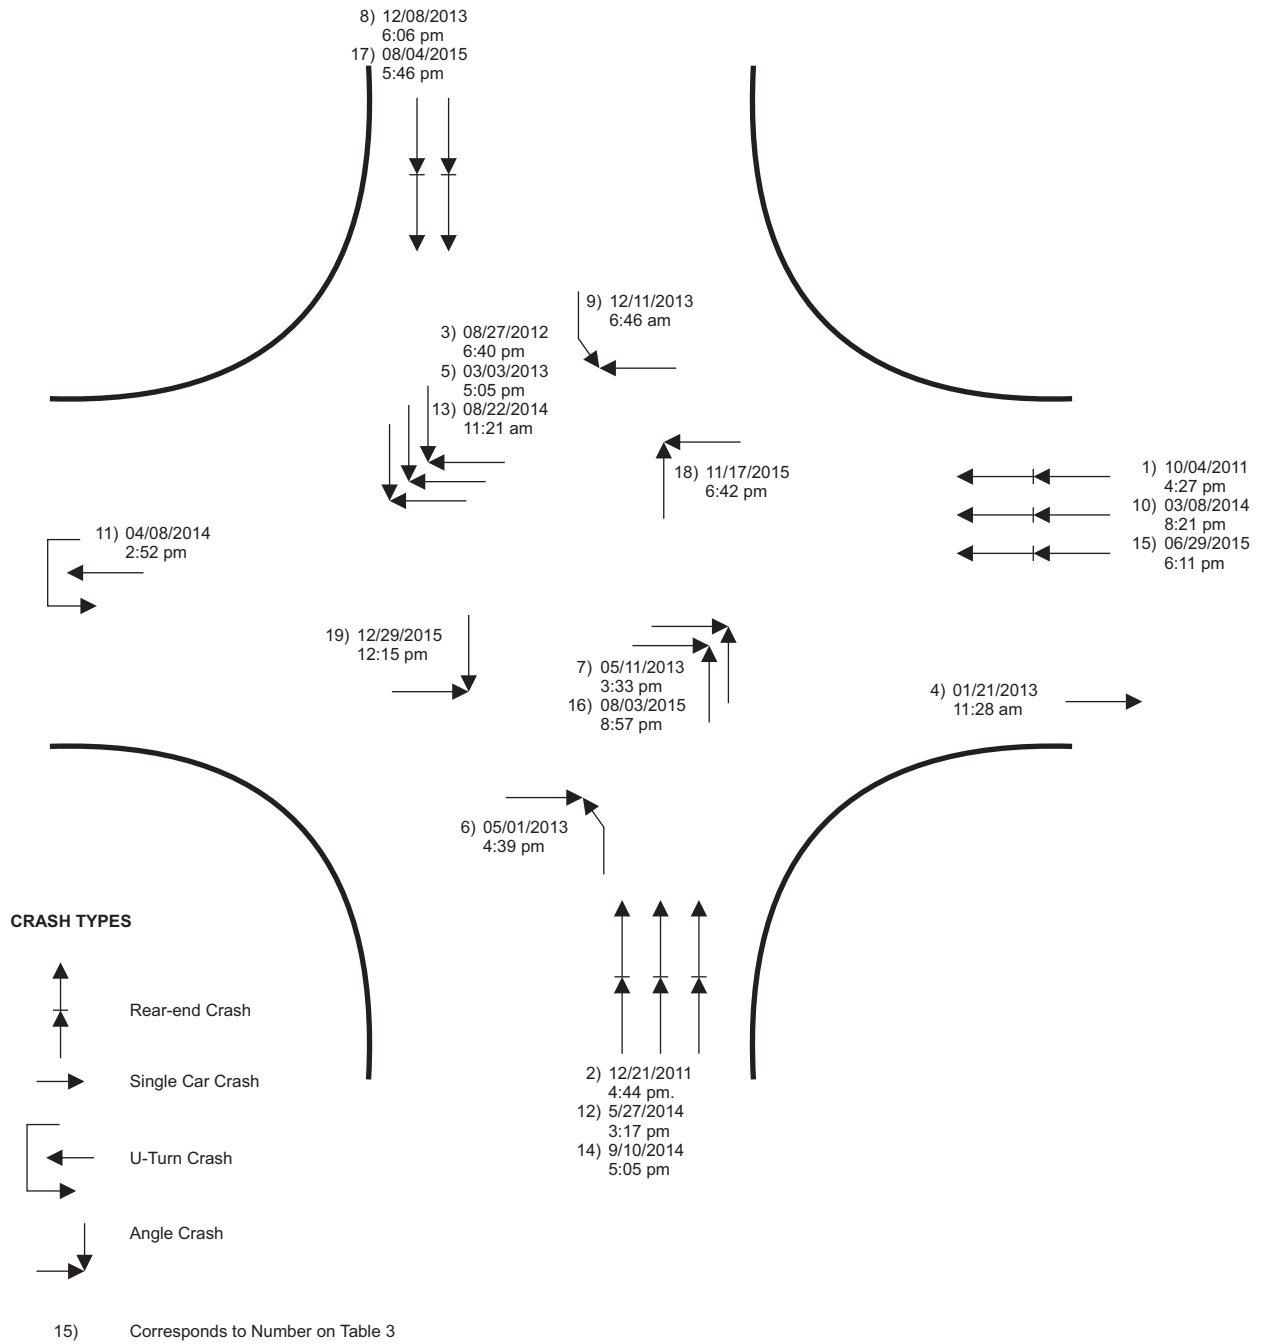 8) 12/08/2013
6:06 pm
17) 08/04/2015
5:46 pm
9) 12/11/2013
6:46 am
3) 08/27/2012
6:40 pm
5) 03/03/2013
5:05 pm
13) 08/22/2014
11:21 am
18) 11/17/2015
6:42 pm
1) 10/04/2011
4:27 pm
10) 03/08/2014
8:21 pm
15) 06/29/2015
6:11 pm
11) 04/08/2014
2:52 pm
19) 12/29/2015
12:15 pm
7) 05/11/2013
3:33 pm
16) 08/03/2015
8:57 pm
4) 01/21/2013
11:28 am
6) 05/01/2013
4:39 pm
2) 12/21/2011
4:44 pm.
12) 5/27/2014
3:17 pm
14) 9/10/2014
5:05 pm
CRASH TYPES
Rear-end Crash
Single Car Crash
U-Turn Crash
Angle Crash
15) Corresponds to Number on Table 3